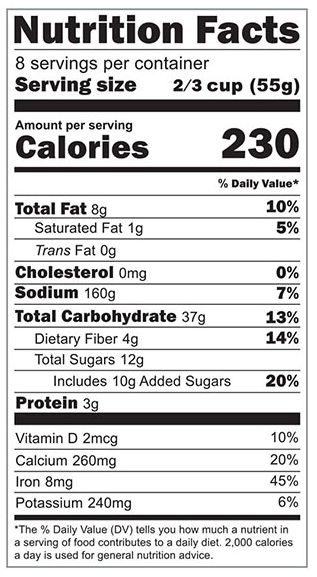 Nutrition Facts
8 servings per container
Serving size 2/3 cup (55g)
Amount per serving
Calories 230
% Daily Value*
Total Fat 8g 10%
Saturated Fat 1g 5%
Trans Fat 0g
Cholesterol 0mg 0%
Sodium 160g 7%
Total Carbohydrate 37g 13%
Dietary Fiber 4g 14%
Total Sugars 12g
Includes 10g Added Sugars 20%
Protein 3g
Vitamin D 2mcg 10%
Calcium 260mg 20%
Iron 8mg 45%
Potassium 240mg 6%
*The % Daily Value (DV) tells you how much a nutrient in
a serving of food contributes to a daily diet. 2,000 calories
a day is used for general nutrition advice.